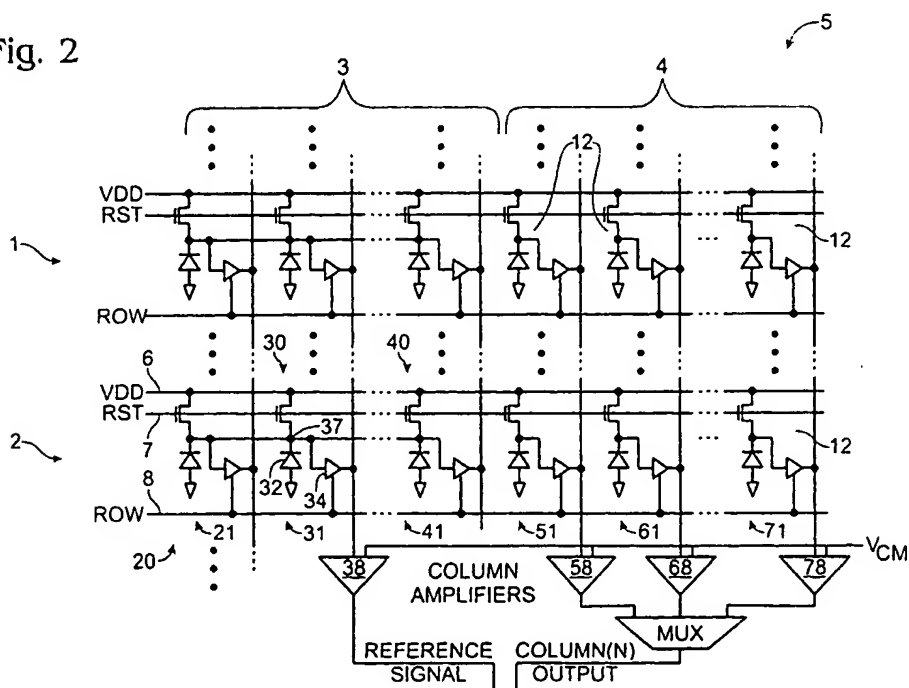 Fig. 2
5
3
4
12
VDD
RST
1
12
ROW
30
40
6
VDD
RST
7
37
2
12
8
32
34
ROW
21
31
41
51
61
71
20
VCM
38
COLUMN
AMPLIFIERS
58
68
78
MUX
REFERENCE
SIGNAL
COLUMN(N)
OUTPUT